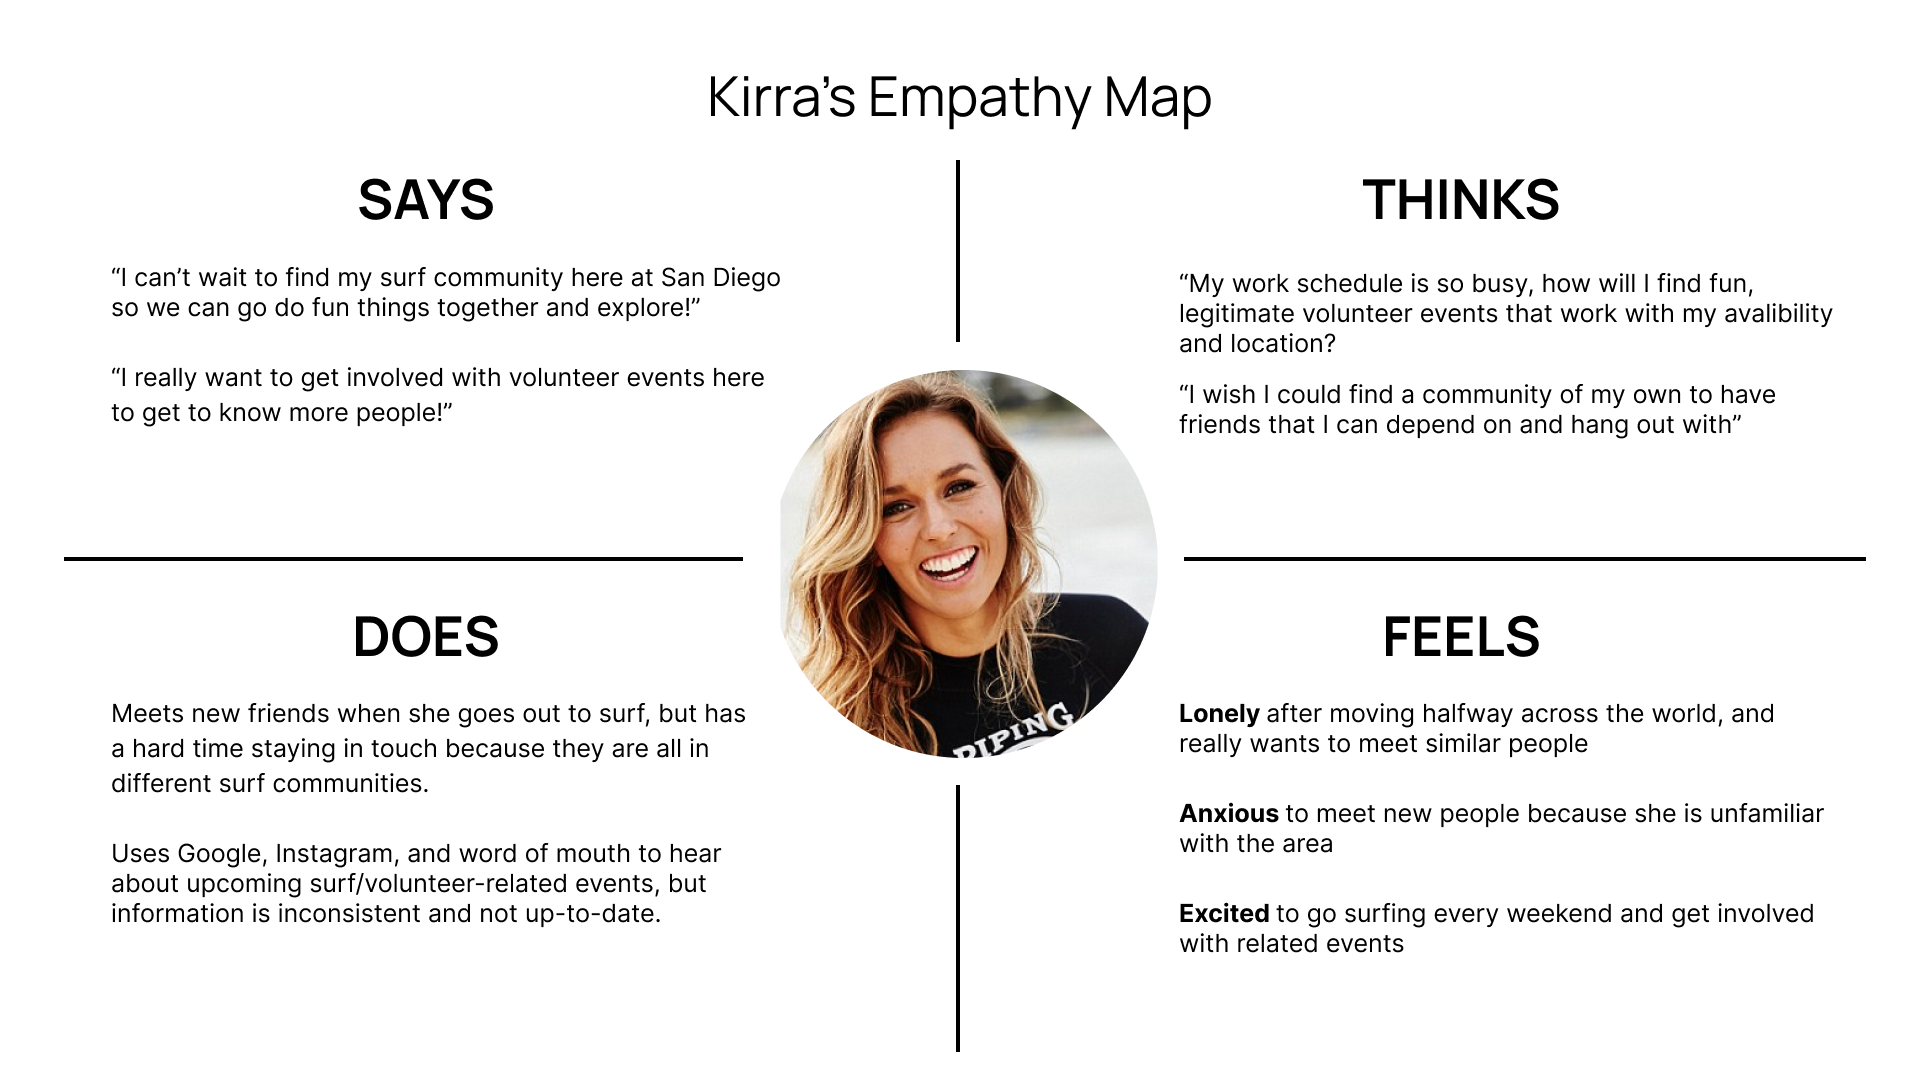 Kirra’s Empathy Map
SAYS
“I can’t wait to find my surf community here at San Diego
so we can go do fun things together and explore!”
“I really want to get involved with volunteer events here
to get to know more people!”
THINKS
“My work schedule is so busy, how will I find fun,
legitimate volunteer events that work with my avalibility
and location?
“I wish I could find a community of my own to have
friends that I can depend on and hang out with”
PIPING
DOES
Meets new friends when she goes out to surf, but has
a hard time staying in touch because they are all in
different surf communities.
Uses Google, Instagram, and word of mouth to hear
about upcoming surf/volunteer-related events, but
information is inconsistent and not up-to-date.
FEELS
Lonely after moving halfway across the world, and
really wants to meet similar people
Anxious to meet new people because she is unfamiliar
with the area
Excited to go surfing every weekend and get involved
with related events